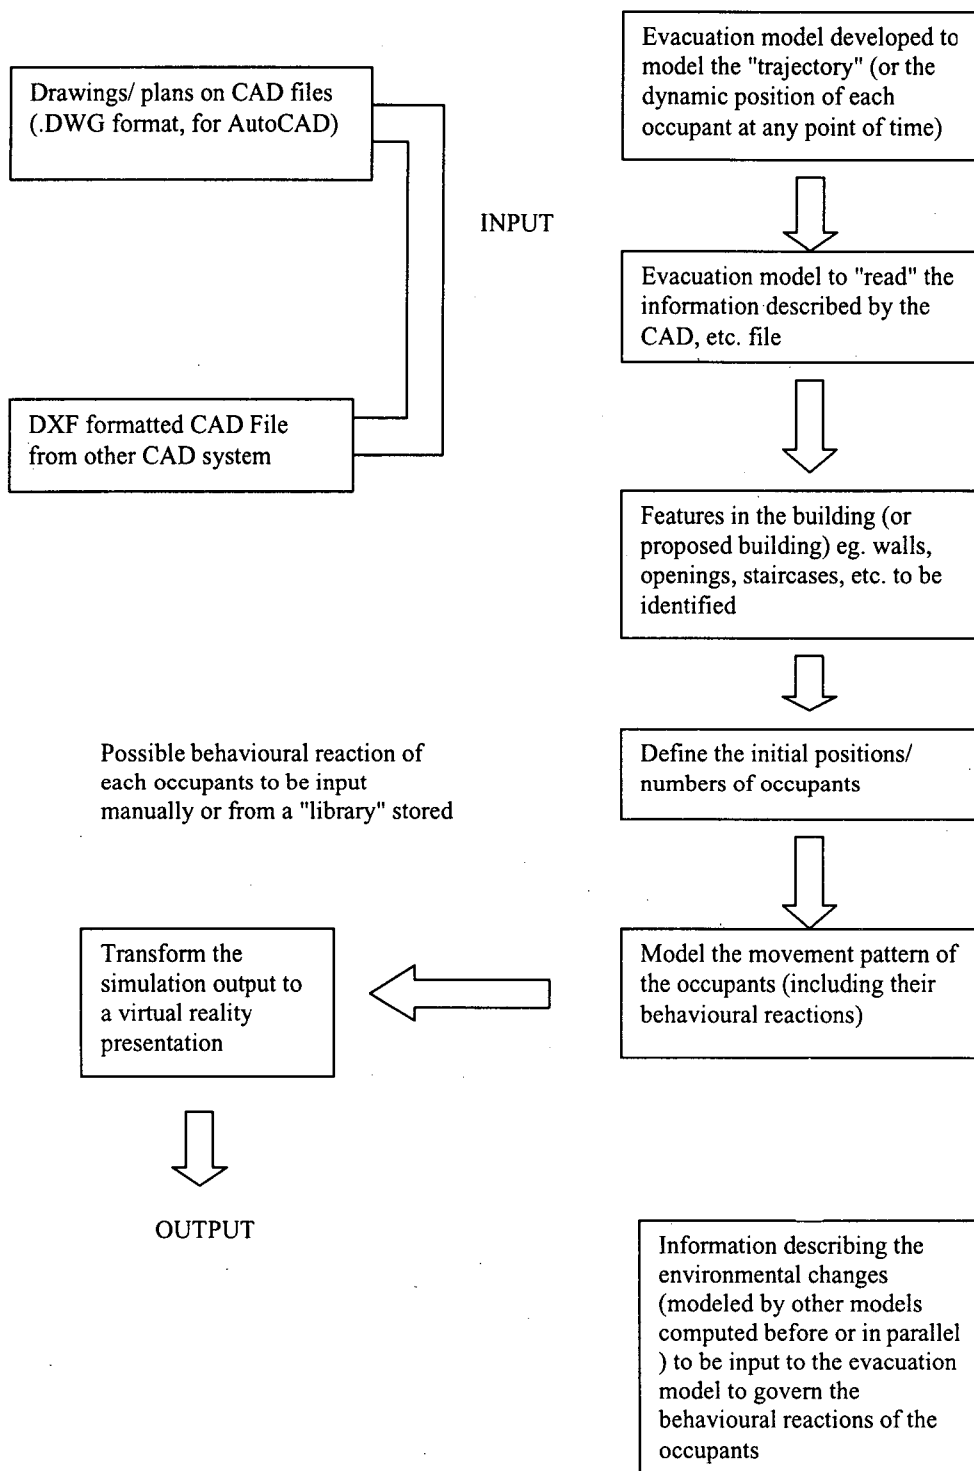 Drawings/ plans on CAD files
(.DWG format, for AutoCAD)
INPUT
DXF formatted CAD File
from other CAD system
Evacuation model developed to
model the "trajectory" (or the
dynamic position of each
occupant at any point of time)
Evacuation model to "read" the
information described by the
CAD, etc. file
Features in the building (or
proposed building) eg. walls,
openings, staircases, etc. to be
identified
Define the initial positions/
numbers of occupants
Possible behavioural reaction of
each occupants to be input
manually or from a "library" stored
Model the movement pattern of
the occupants (including their
behavioural reactions)
Transform the
simulation output to
a virtual reality
presentation
OUTPUT
Information describing the
environmental changes
(modeled by other models
computed before or in parallel
) to be input to the evacuation
model to govern the
behavioural reactions of the
occupants